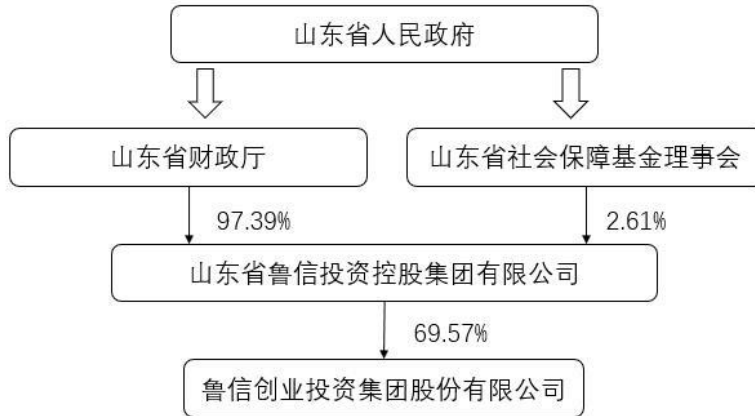 山东省人民政府
山东省财政厅
山东省社会保障基金理事会
97.39%
2.61%
山东省鲁信投资控股集团有限公司
69.57%
鲁信创业投资集团股份有限公司